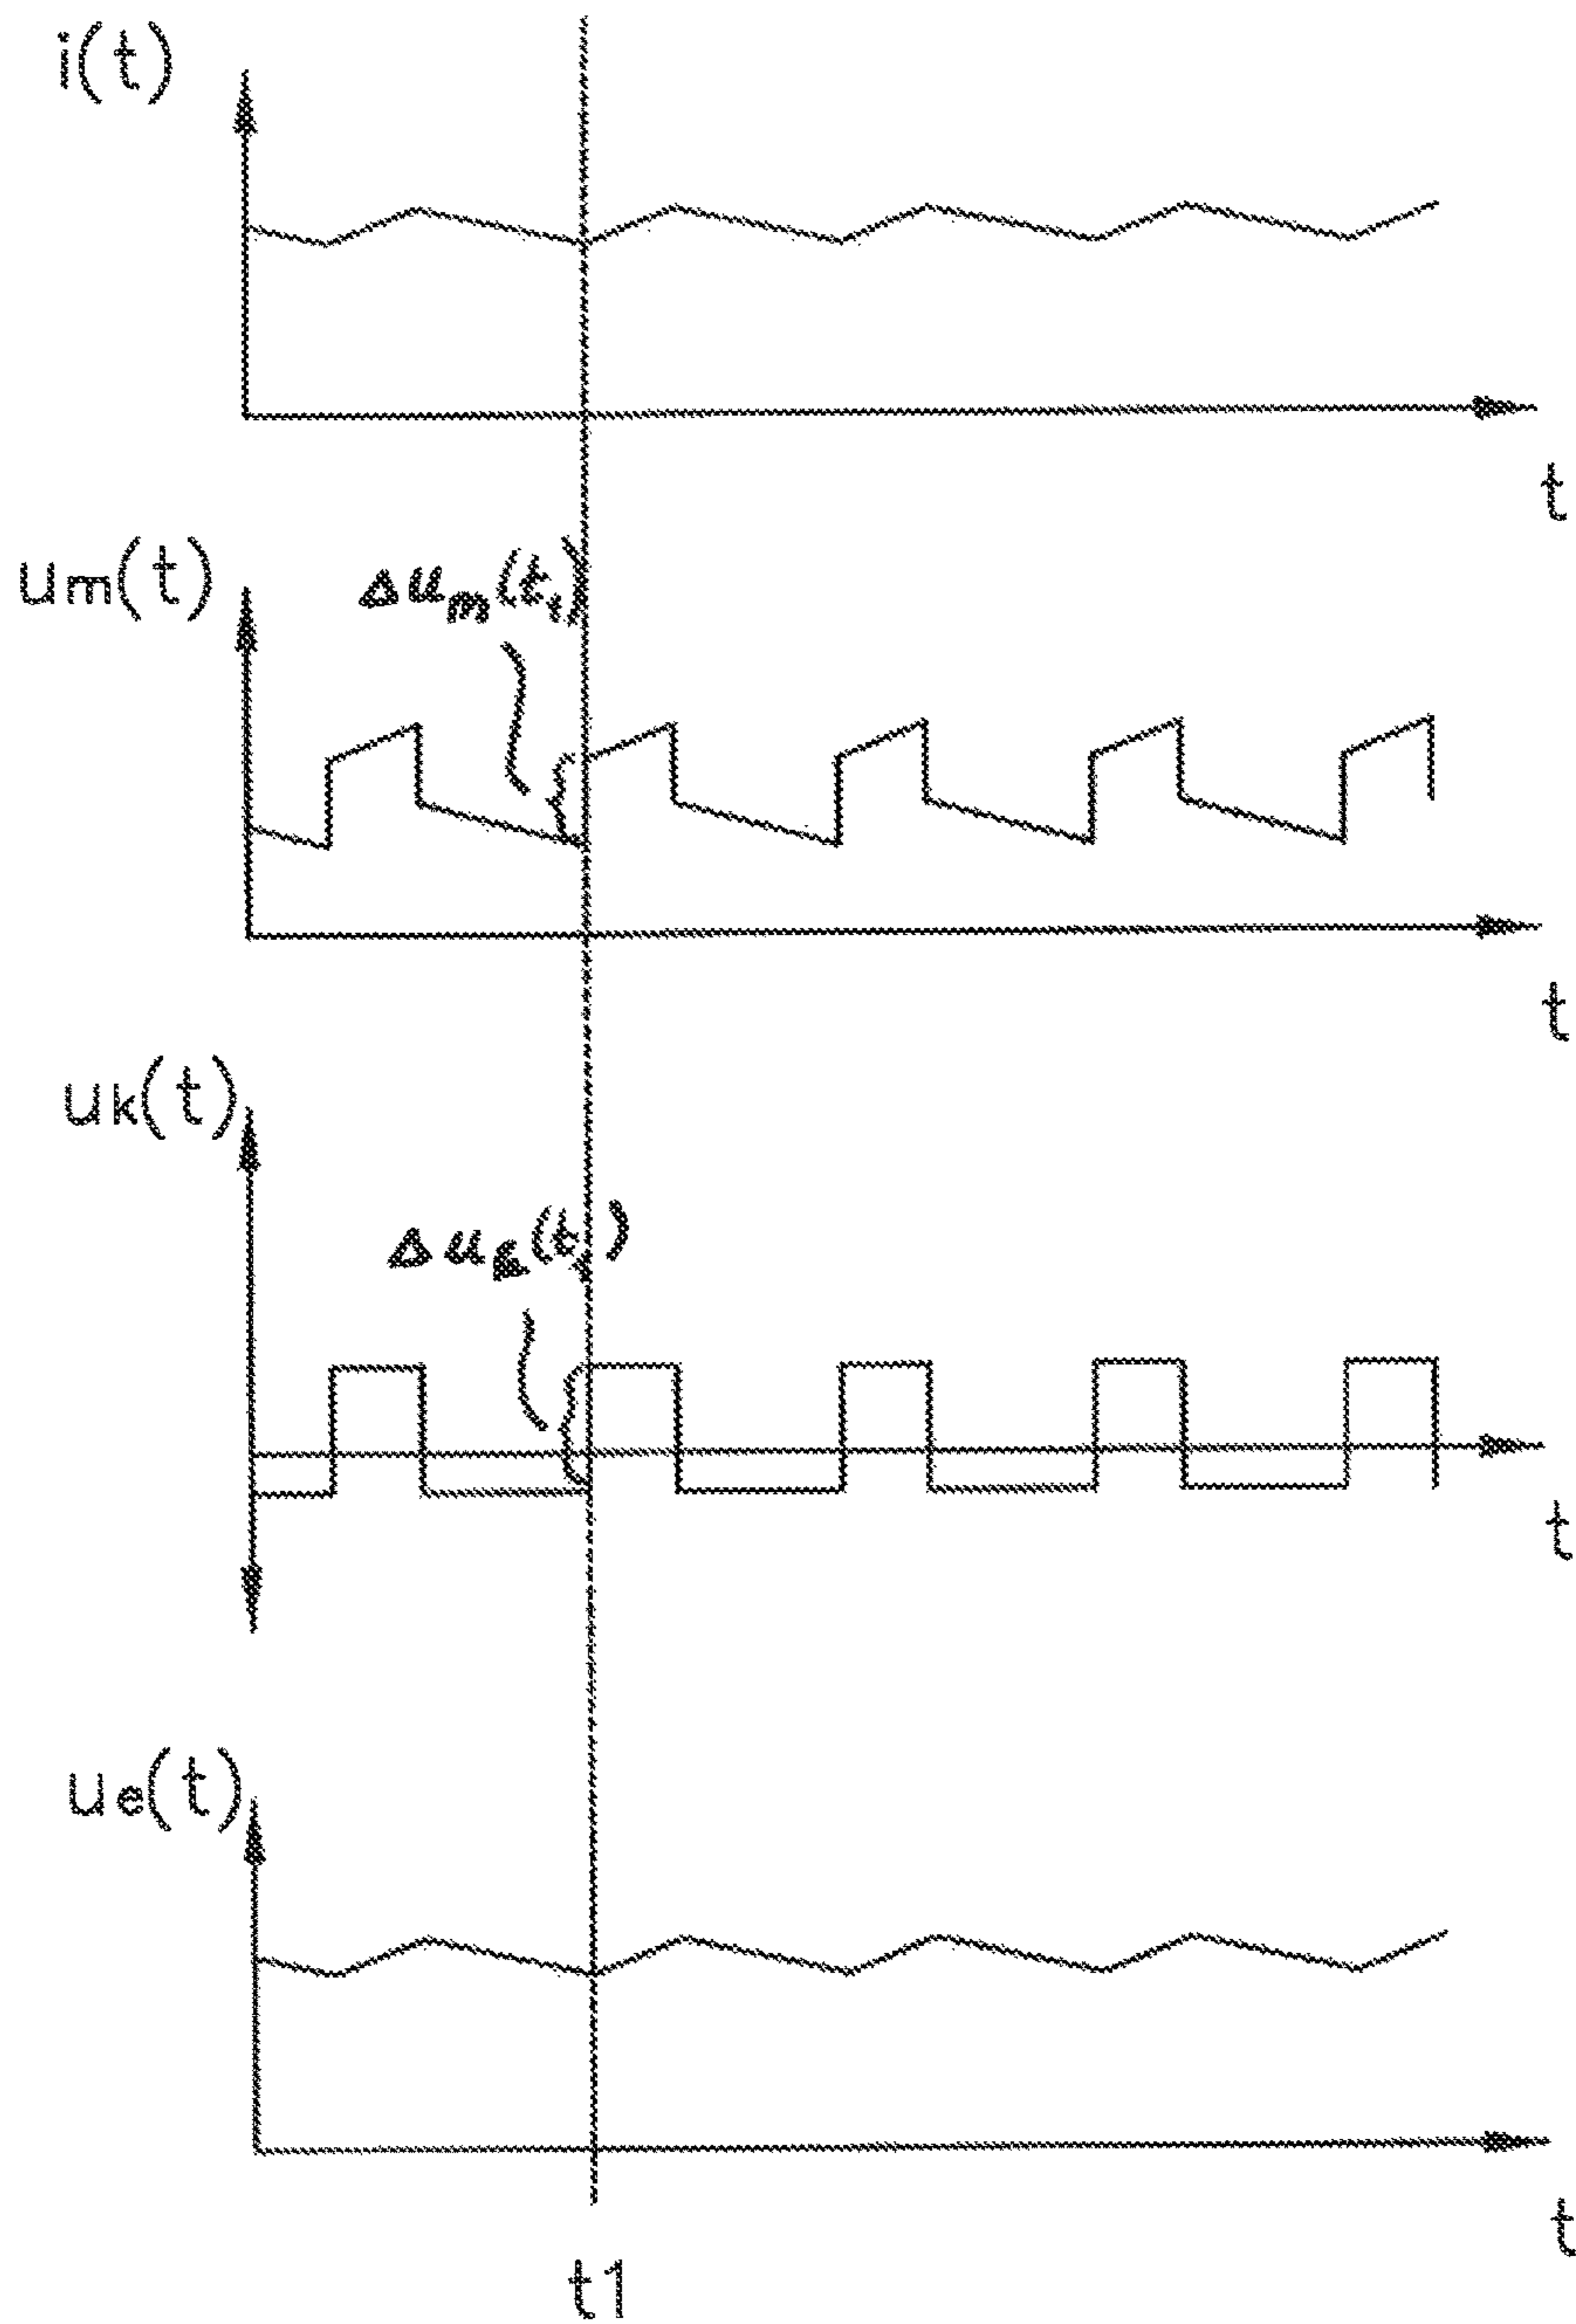 i(t)
t
um(t)
Δum(t1)
t
uk(t)
Δuk(t1)
t
ue(t)
t
t1